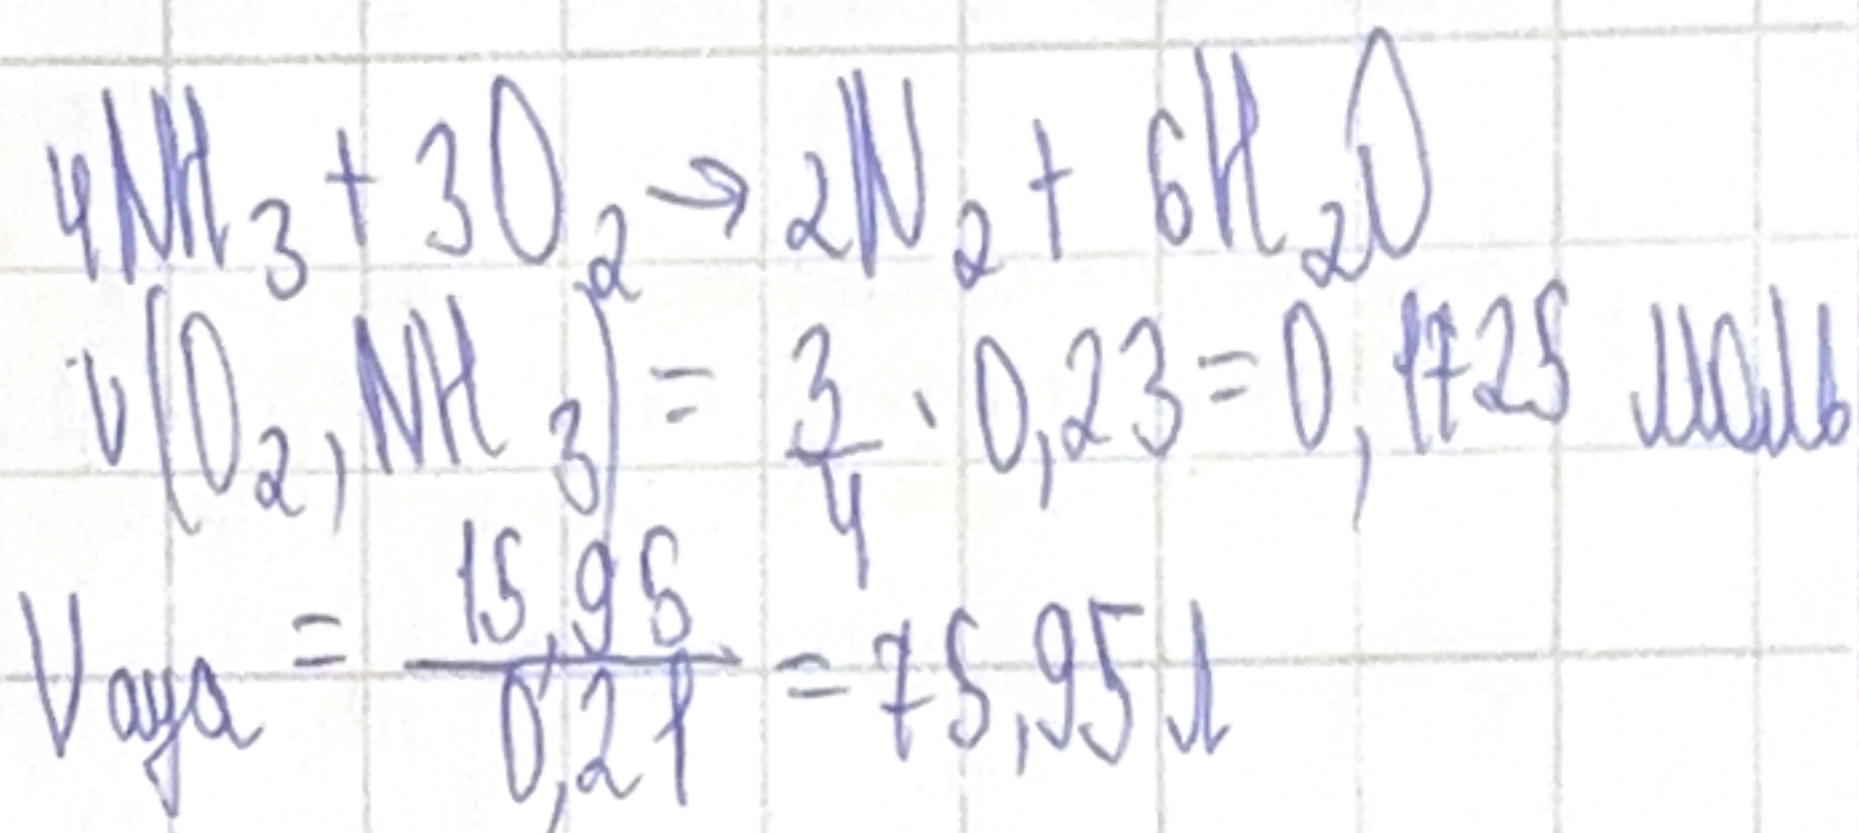 4NH₃ + 3O₂ → 2N₂ + 6H₂O
ν(O₂, NH₃) = 3/4 · 0,23 = 0,1725 моль
Vауа = 15,95/0,21 = 75,95 л